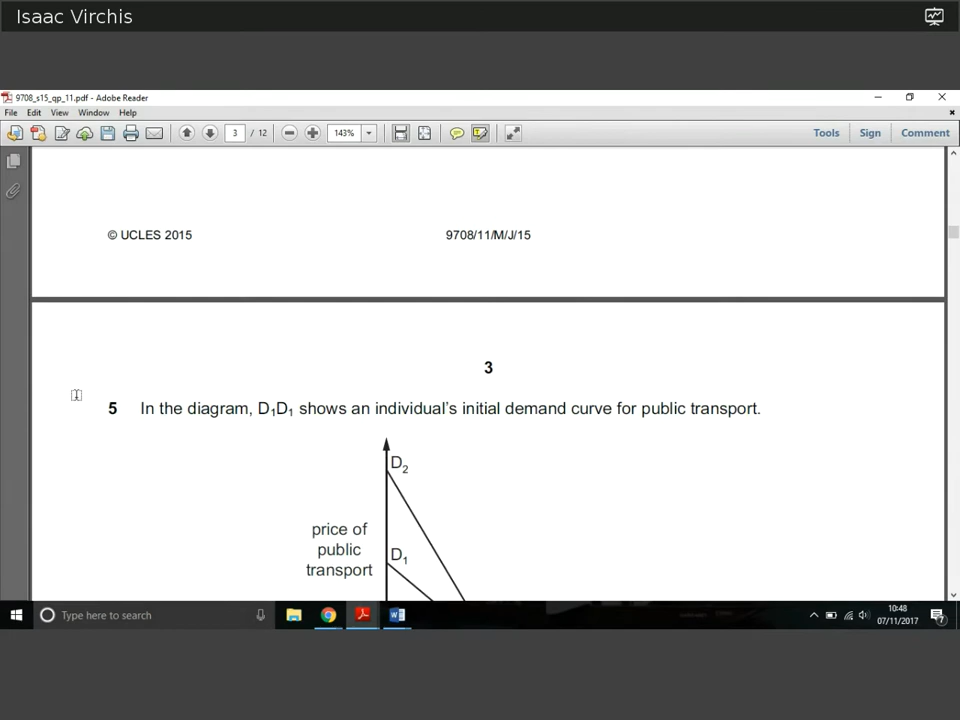 Isaac Virchis
9708_s15_qp_11.pdf - Adobe Reader
File Edit View Window Help
3 / 12 143% Tools Sign Comment
© UCLES 2015 9708/11/M/J/15
3
5 In the diagram, D₁D₁ shows an individual's initial demand curve for public transport.
D₂
price of
public
transport
D₁
Type here to search
10:48
07/11/2017
7